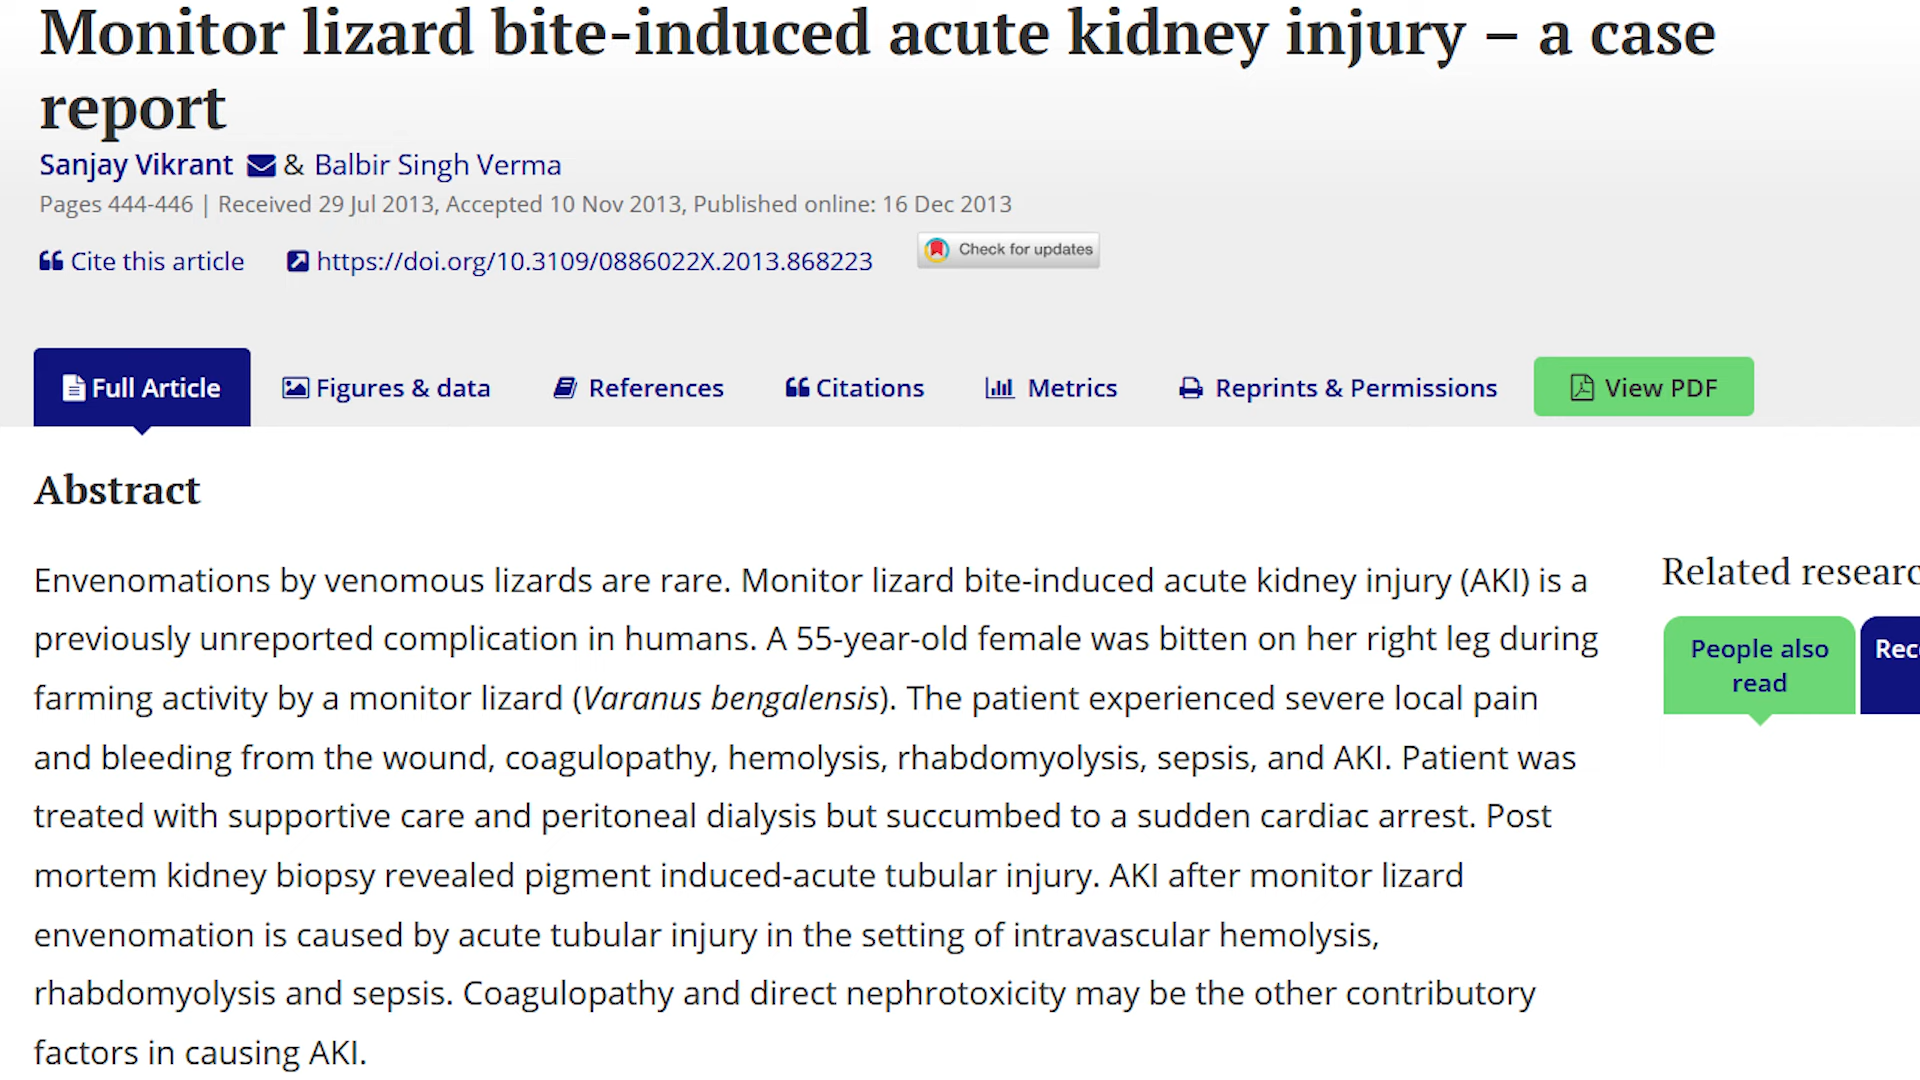 Monitor lizard bite-induced acute kidney injury – a case
report
Sanjay Vikrant & Balbir Singh Verma
Pages 444-446 | Received 29 Jul 2013, Accepted 10 Nov 2013, Published online: 16 Dec 2013
Cite this article https://doi.org/10.3109/0886022X.2013.868223 Check for updates
Full Article Figures & data References Citations Metrics Reprints & Permissions View PDF
Abstract
Envenomations by venomous lizards are rare. Monitor lizard bite-induced acute kidney injury (AKI) is a
previously unreported complication in humans. A 55-year-old female was bitten on her right leg during
farming activity by a monitor lizard (Varanus bengalensis). The patient experienced severe local pain
and bleeding from the wound, coagulopathy, hemolysis, rhabdomyolysis, sepsis, and AKI. Patient was
treated with supportive care and peritoneal dialysis but succumbed to a sudden cardiac arrest. Post
mortem kidney biopsy revealed pigment induced-acute tubular injury. AKI after monitor lizard
envenomation is caused by acute tubular injury in the setting of intravascular hemolysis,
rhabdomyolysis and sepsis. Coagulopathy and direct nephrotoxicity may be the other contributory
factors in causing AKI.
Related researc
People also
read
Rec